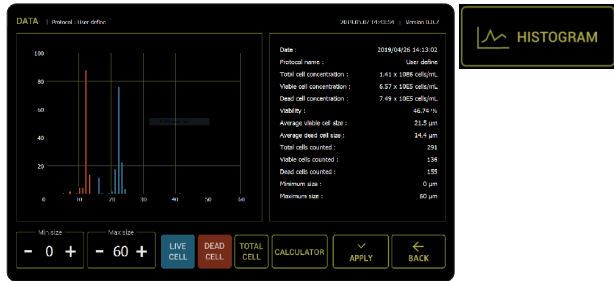 DATA | Protocol : User define
2019/05/07 14:43:54 | Version 0.0.7
HISTOGRAM
100
80
60
40
20
0 10 20 30 40 50 60
Date : 2019/04/26 14:13:02
Protocol name : User define
Total cell concentration : 1.41 x 10E6 cells/mL
Viable cell concentration : 6.57 x 10E5 cells/mL
Dead cell concentration : 7.49 x 10E5 cells/mL
Viability : 46.74 %
Average viable cell size : 21.5 μm
Average dead cell size : 14.4 μm
Total cells counted : 291
Viable cells counted : 136
Dead cells counted : 155
Minimum size : 0 μm
Maximum size : 60 μm
Min size
- 0 +
Max size
- 60 +
LIVE
CELL
DEAD
CELL
TOTAL
CELL
CALCULATOR
APPLY
BACK